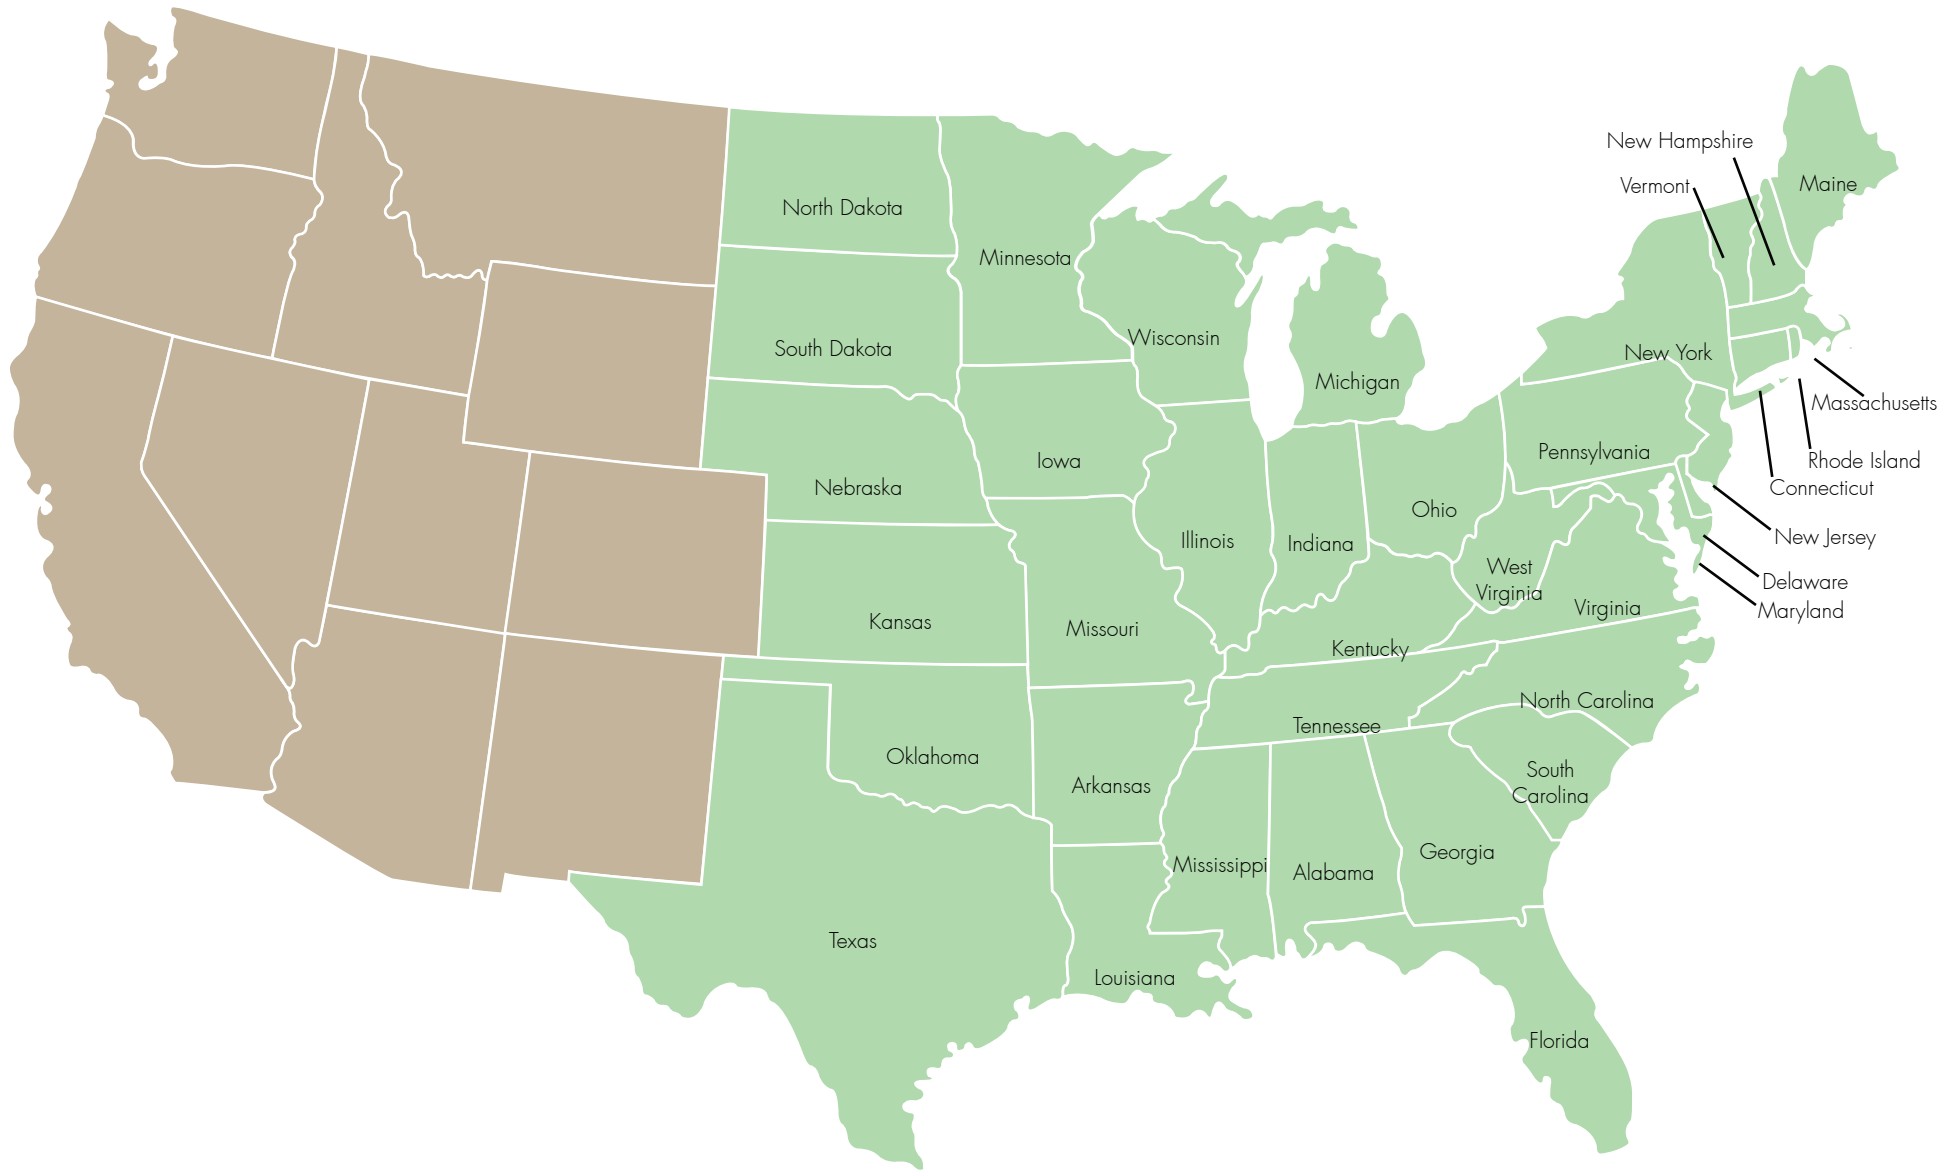 New Hampshire
Vermont
Maine
North Dakota
Minnesota
South Dakota
Wisconsin
Michigan
New York
Massachusetts
Pennsylvania
Rhode Island
Connecticut
Iowa
Nebraska
Ohio
New Jersey
Illinois
Indiana
West
Virginia
Delaware
Maryland
Virginia
Kansas
Missouri
Kentucky
North Carolina
Tennessee
Oklahoma
Arkansas
South
Carolina
Georgia
Mississippi
Alabama
Texas
Louisiana
Florida